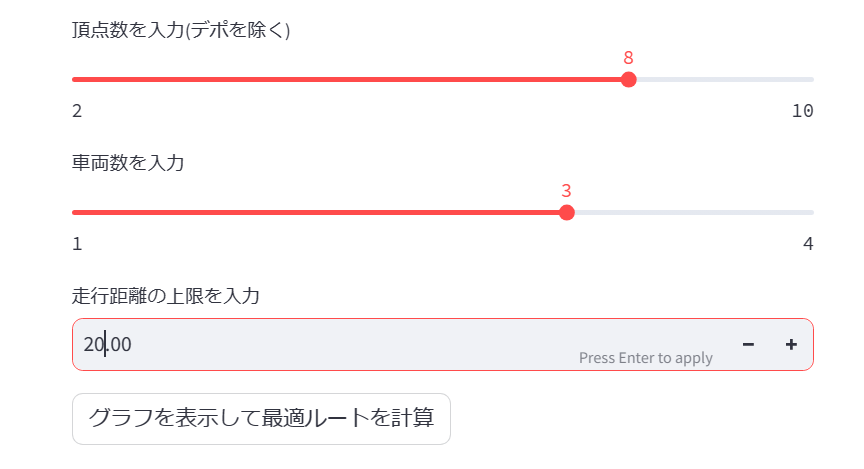 頂点数を入力(デポを除く)
8
2 10
車両数を入力
3
1 4
走行距離の上限を入力
20.00
Press Enter to apply − +
グラフを表示して最適ルートを計算